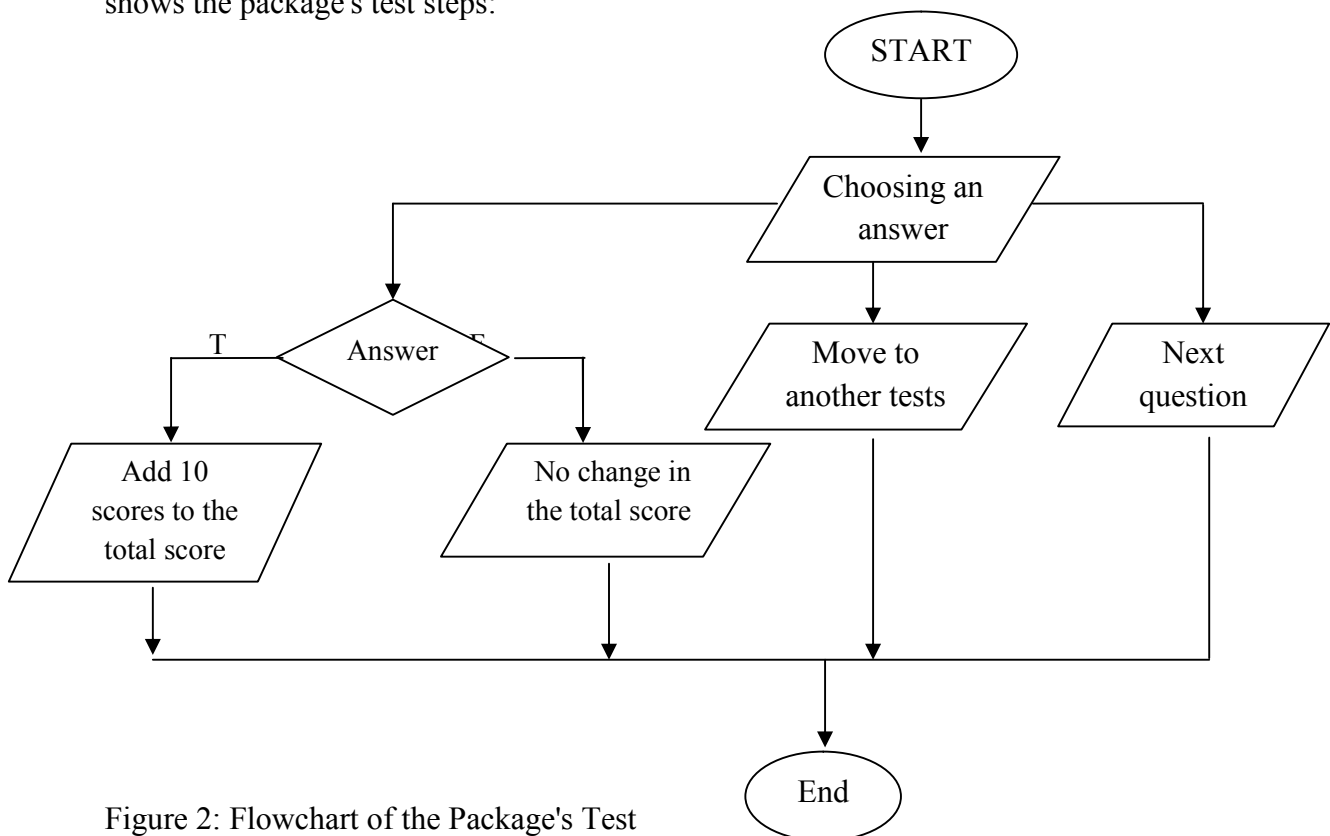 shows the package's test steps:
START
Choosing an
answer
T
Answer
Move to
another tests
Next
question
Add 10
scores to the
total score
No change in
the total score
End
Figure 2: Flowchart of the Package's Test